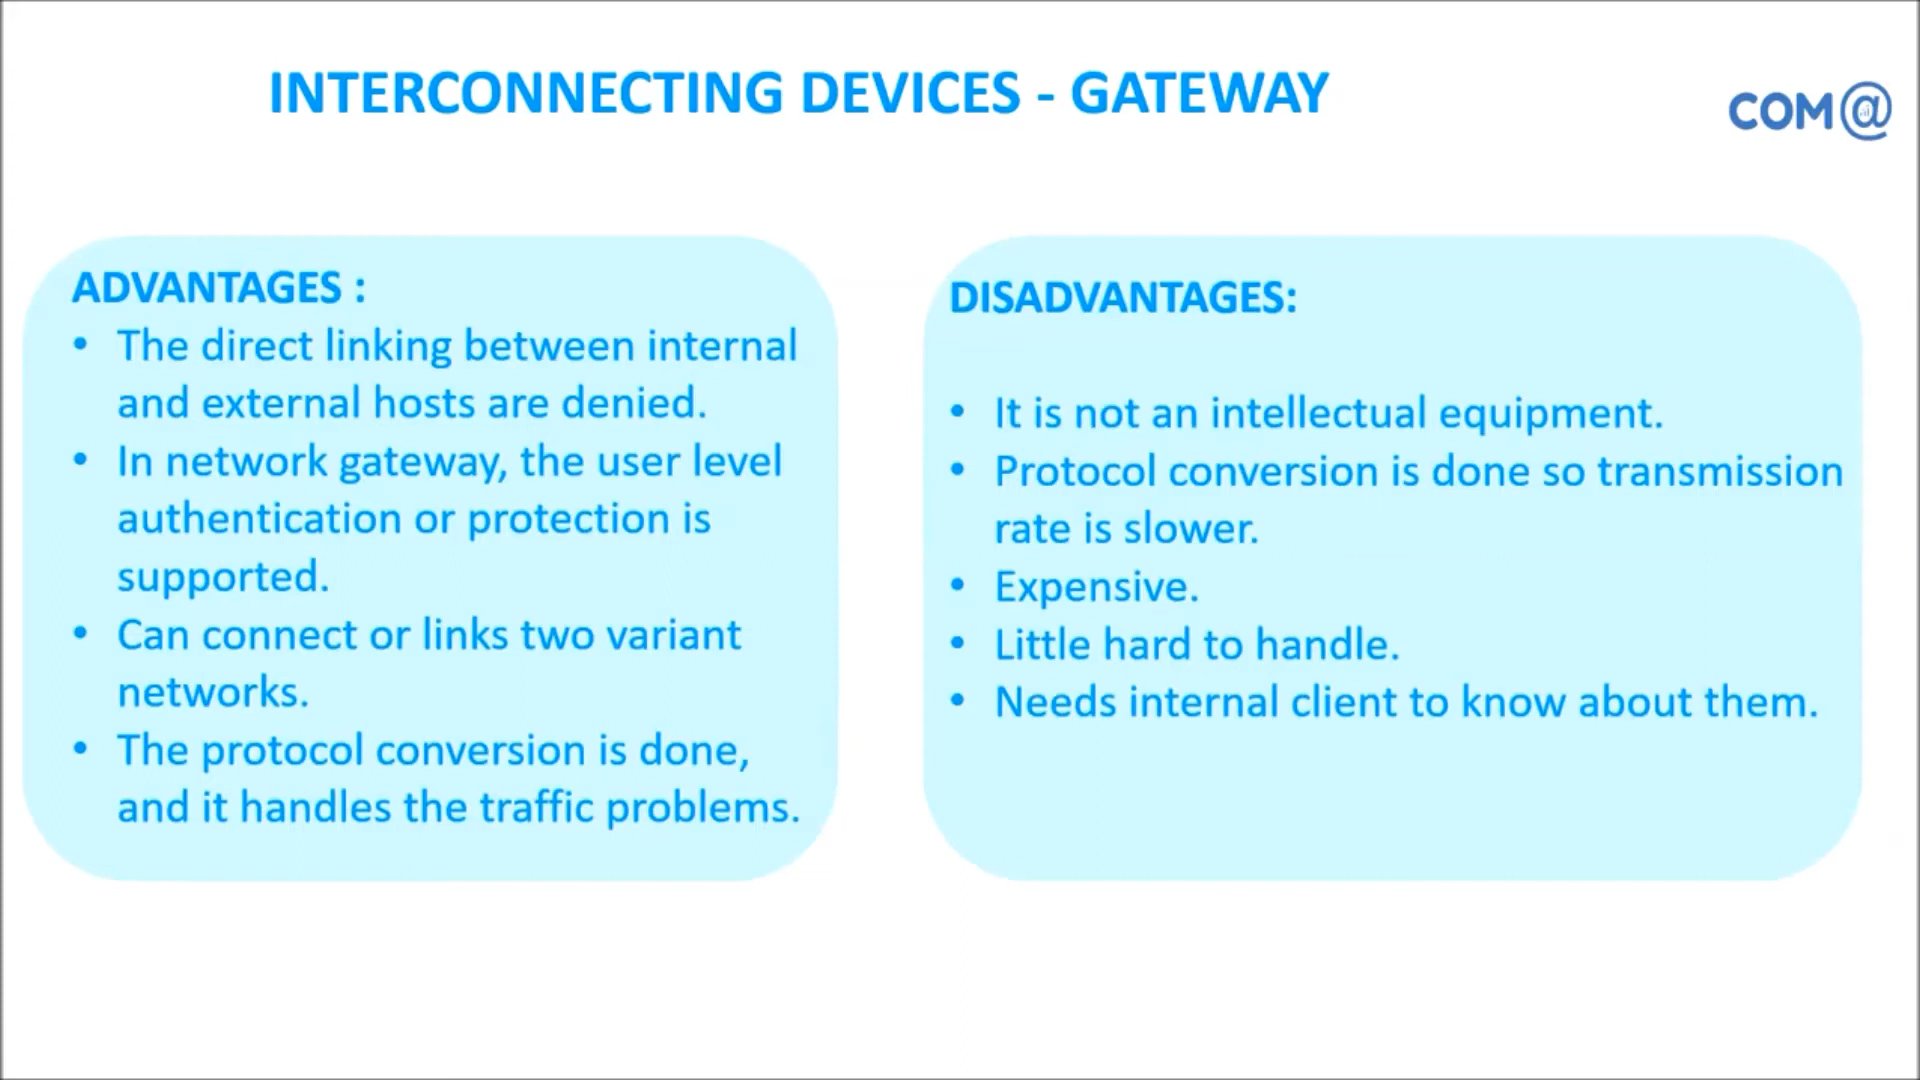 INTERCONNECTING DEVICES - GATEWAY
COM@
ADVANTAGES :
• The direct linking between internal
and external hosts are denied.
• In network gateway, the user level
authentication or protection is
supported.
• Can connect or links two variant
networks.
• The protocol conversion is done,
and it handles the traffic problems.
DISADVANTAGES:
• It is not an intellectual equipment.
• Protocol conversion is done so transmission
rate is slower.
• Expensive.
• Little hard to handle.
• Needs internal client to know about them.